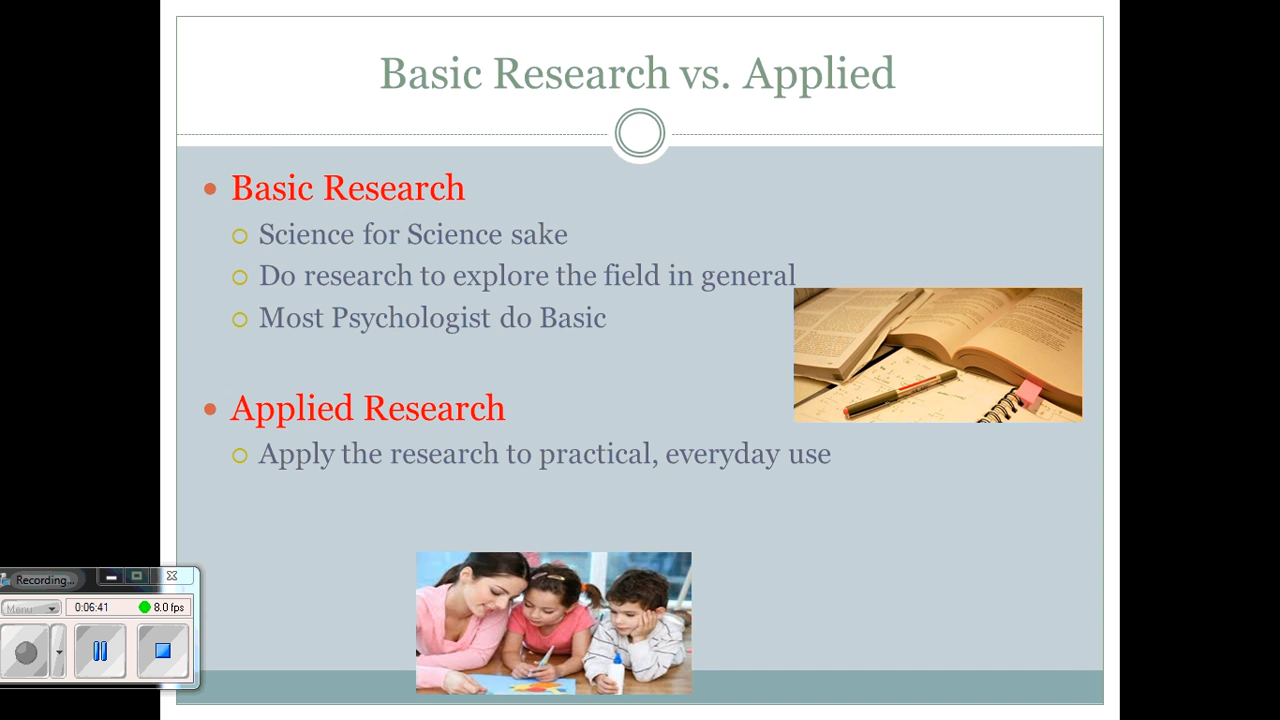 Basic Research vs. Applied
Basic Research
Science for Science sake
Do research to explore the field in general
Most Psychologist do Basic
Applied Research
Apply the research to practical, everyday use
Recording...
Menu
0:06:41
8.0 fps